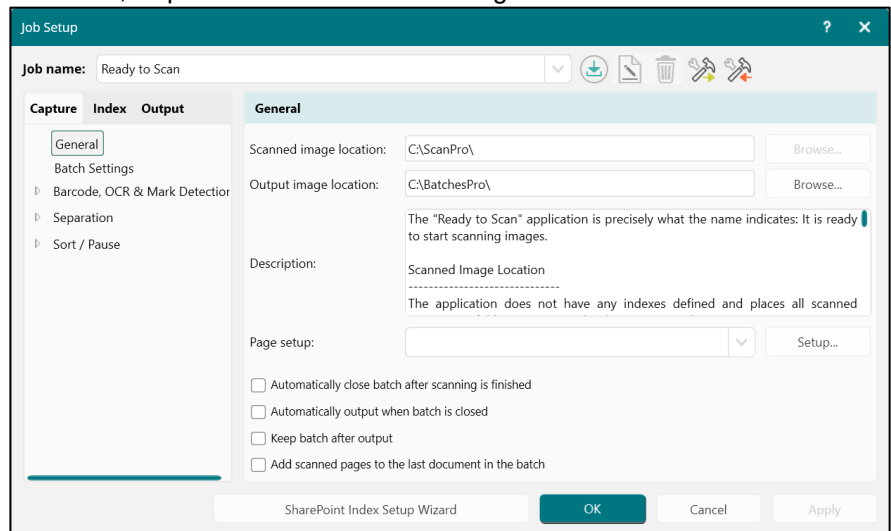 Job Setup ? ×
Job name: Ready to Scan
Capture Index Output
General
Batch Settings
Barcode, OCR & Mark Detection
Separation
Sort / Pause
General
Scanned image location: C:\ScanPro\ Browse...
Output image location: C:\BatchesPro\ Browse...
Description:
The "Ready to Scan" application is precisely what the name indicates: It is ready
to start scanning images.
Scanned Image Location
------------------------------
The application does not have any indexes defined and places all scanned
Page setup: Setup...
Automatically close batch after scanning is finished
Automatically output when batch is closed
Keep batch after output
Add scanned pages to the last document in the batch
SharePoint Index Setup Wizard OK Cancel Apply